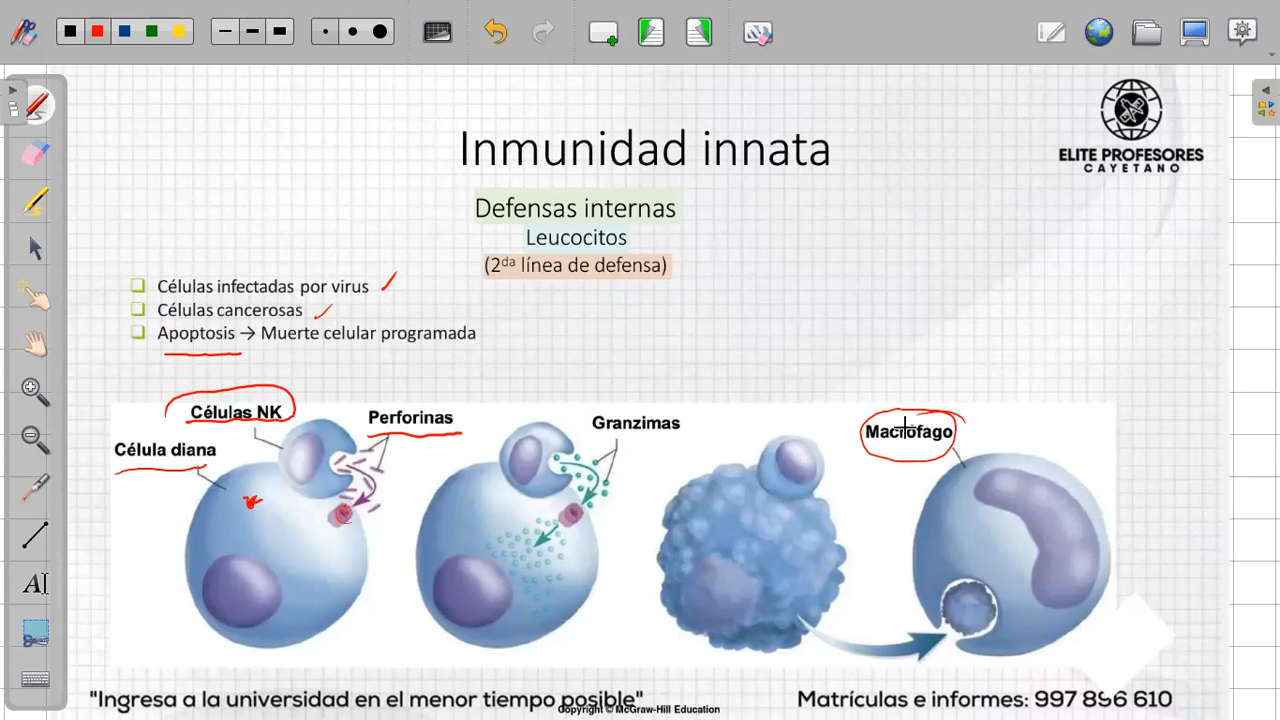 Inmunidad innata
ELITE PROFESORES
CAYETANO
Defensas internas
Leucocitos
(2da línea de defensa)
Células infectadas por virus
Células cancerosas
Apoptosis → Muerte celular programada
Células NK
Perforinas
Granzimas
Macrófago
Célula diana
"Ingresa a la universidad en el menor tiempo posible"
Matrículas e informes: 997 856 610
Copyright © McGraw-Hill Education